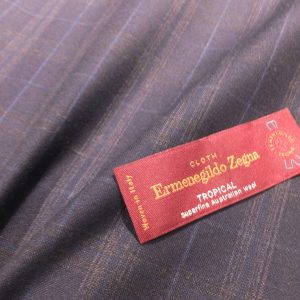 CLOTH
Ermenegildo Zegna
TROPICAL
Superfine Australian wool
Woven in Italy